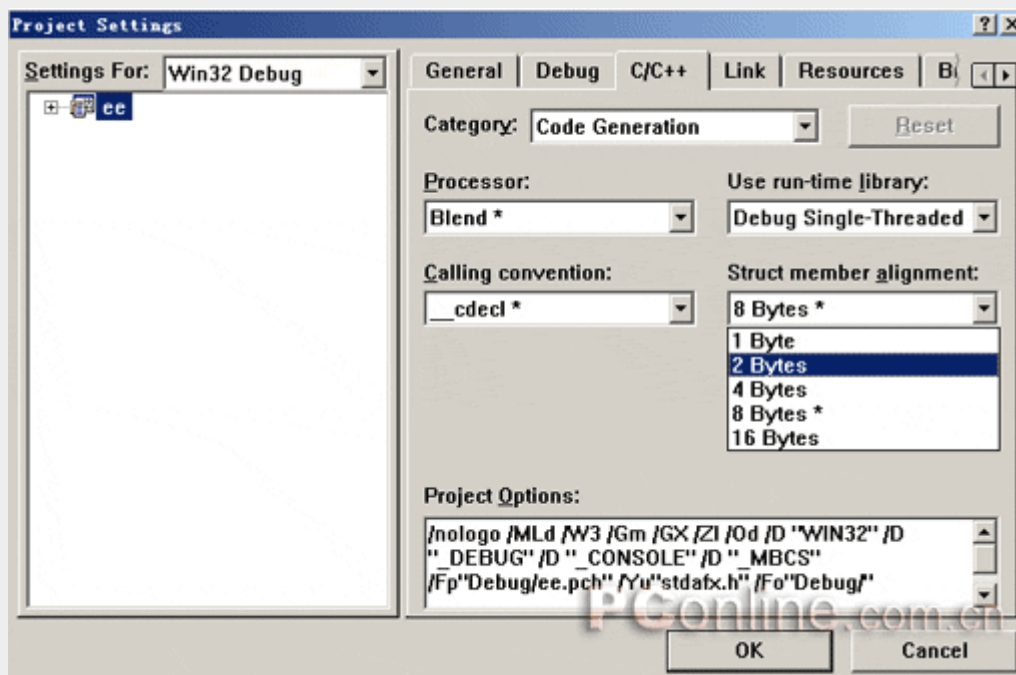 Project Settings
Settings For: Win32 Debug
ee
General Debug C/C++ Link Resources
Category: Code Generation Reset
Processor: Use run-time library:
Blend * Debug Single-Threaded
Calling convention: Struct member alignment:
__cdecl * 8 Bytes *
1 Byte
2 Bytes
4 Bytes
8 Bytes *
16 Bytes
Project Options:
/nologo /MLd /W3 /Gm /GX /ZI /Od /D "WIN32" /D
"_DEBUG" /D "_CONSOLE" /D "_MBCS"
/Fp"Debug/ee.pch" /Yu"stdafx.h" /Fo"Debug/"
PConline.com.cn
OK Cancel